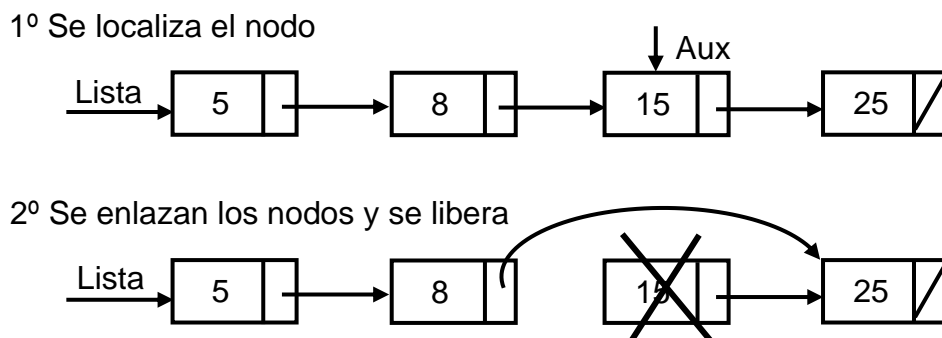 1º Se localiza el nodo
Aux
Lista
5 8 15 25
2º Se enlazan los nodos y se libera
Lista
5 8 15 25